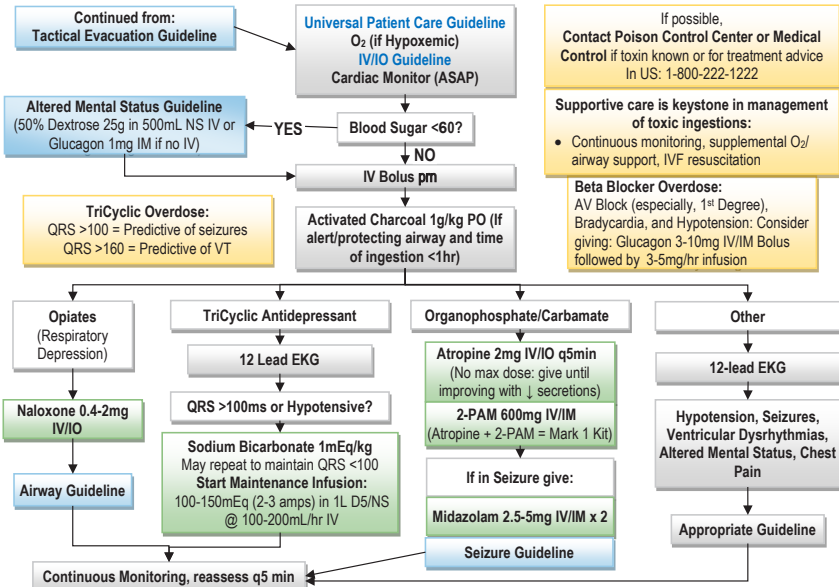 Continued from:
Tactical Evacuation Guideline
Universal Patient Care Guideline
O₂ (if Hypoxemic)
IV/IO Guideline
Cardiac Monitor (ASAP)
If possible,
Contact Poison Control Center or Medical
Control if toxin known or for treatment advice
In US: 1-800-222-1222
Altered Mental Status Guideline
(50% Dextrose 25g in 500mL NS IV or
Glucagon 1mg IM if no IV)
YES
Blood Sugar <60?
NO
Supportive care is keystone in management
of toxic ingestions:
• Continuous monitoring, supplemental O₂/
airway support, IVF resuscitation
IV Bolus prn
TriCyclic Overdose:
QRS >100 = Predictive of seizures
QRS >160 = Predictive of VT
Activated Charcoal 1g/kg PO (If
alert/protecting airway and time
of ingestion <1hr)
Beta Blocker Overdose:
AV Block (especially, 1st Degree),
Bradycardia, and Hypotension: Consider
giving: Glucagon 3-10mg IV/IM Bolus
followed by 3-5mg/hr infusion
Opiates
(Respiratory
Depression)
Naloxone 0.4-2mg
IV/IO
Airway Guideline
TriCyclic Antidepressant
12 Lead EKG
QRS >100ms or Hypotensive?
Sodium Bicarbonate 1mEq/kg
May repeat to maintain QRS <100
Start Maintenance Infusion:
100-150mEq (2-3 amps) in 1L D5/NS
@ 100-200mL/hr IV
Organophosphate/Carbamate
Atropine 2mg IV/IO q5min
(No max dose: give until
improving with ↓ secretions)
2-PAM 600mg IV/IM
(Atropine + 2-PAM = Mark 1 Kit)
If in Seizure give:
Midazolam 2.5-5mg IV/IM x 2
Seizure Guideline
Other
12-lead EKG
Hypotension, Seizures,
Ventricular Dysrhythmias,
Altered Mental Status, Chest
Pain
Appropriate Guideline
Continuous Monitoring, reassess q5 min